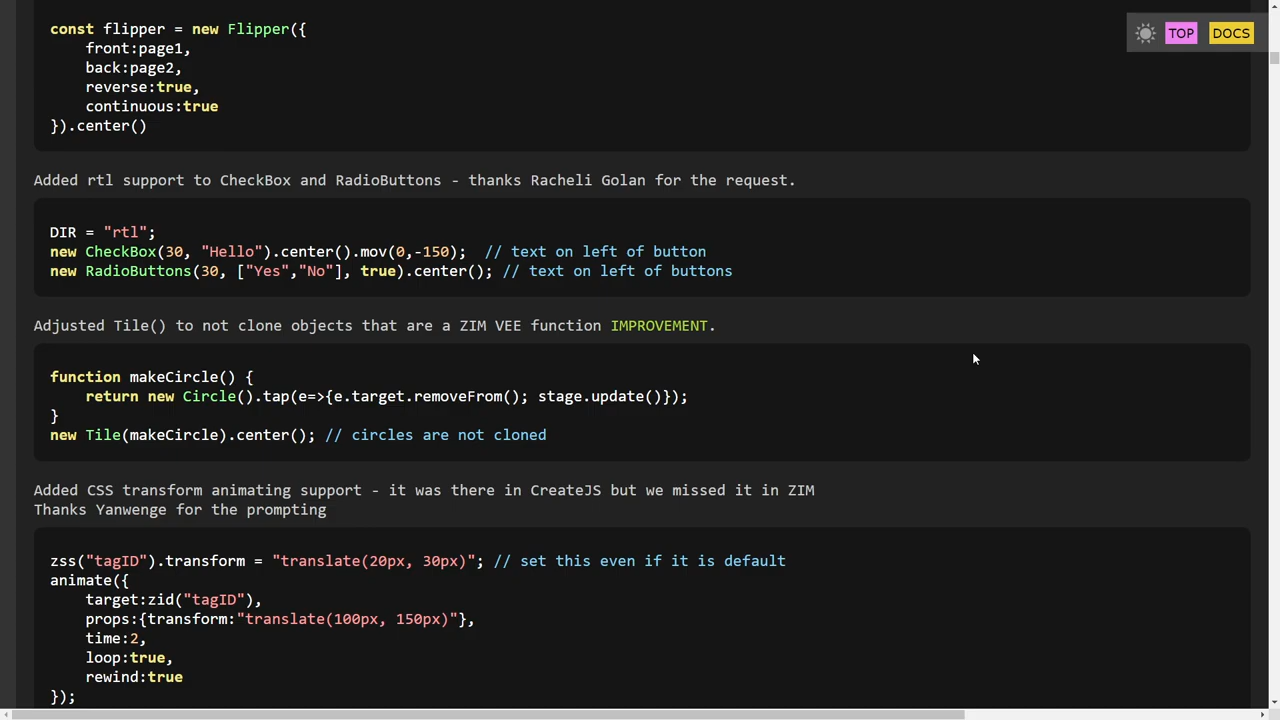 const flipper = new Flipper({
    front:page1,
    back:page2,
    reverse:true,
    continuous:true
}).center()
TOP DOCS
Added rtl support to CheckBox and RadioButtons - thanks Racheli Golan for the request.
DIR = "rtl";
new CheckBox(30, "Hello").center().mov(0,-150);  // text on left of button
new RadioButtons(30, ["Yes","No"], true).center(); // text on left of buttons
Adjusted Tile() to not clone objects that are a ZIM VEE function IMPROVEMENT.
function makeCircle() {
    return new Circle().tap(e=>{e.target.removeFrom(); stage.update()});
}
new Tile(makeCircle).center(); // circles are not cloned
Added CSS transform animating support - it was there in CreateJS but we missed it in ZIM
Thanks Yanwenge for the prompting
zss("tagID").transform = "translate(20px, 30px)"; // set this even if it is default
animate({
    target:zid("tagID"),
    props:{transform:"translate(100px, 150px)"},
    time:2,
    loop:true,
    rewind:true
});